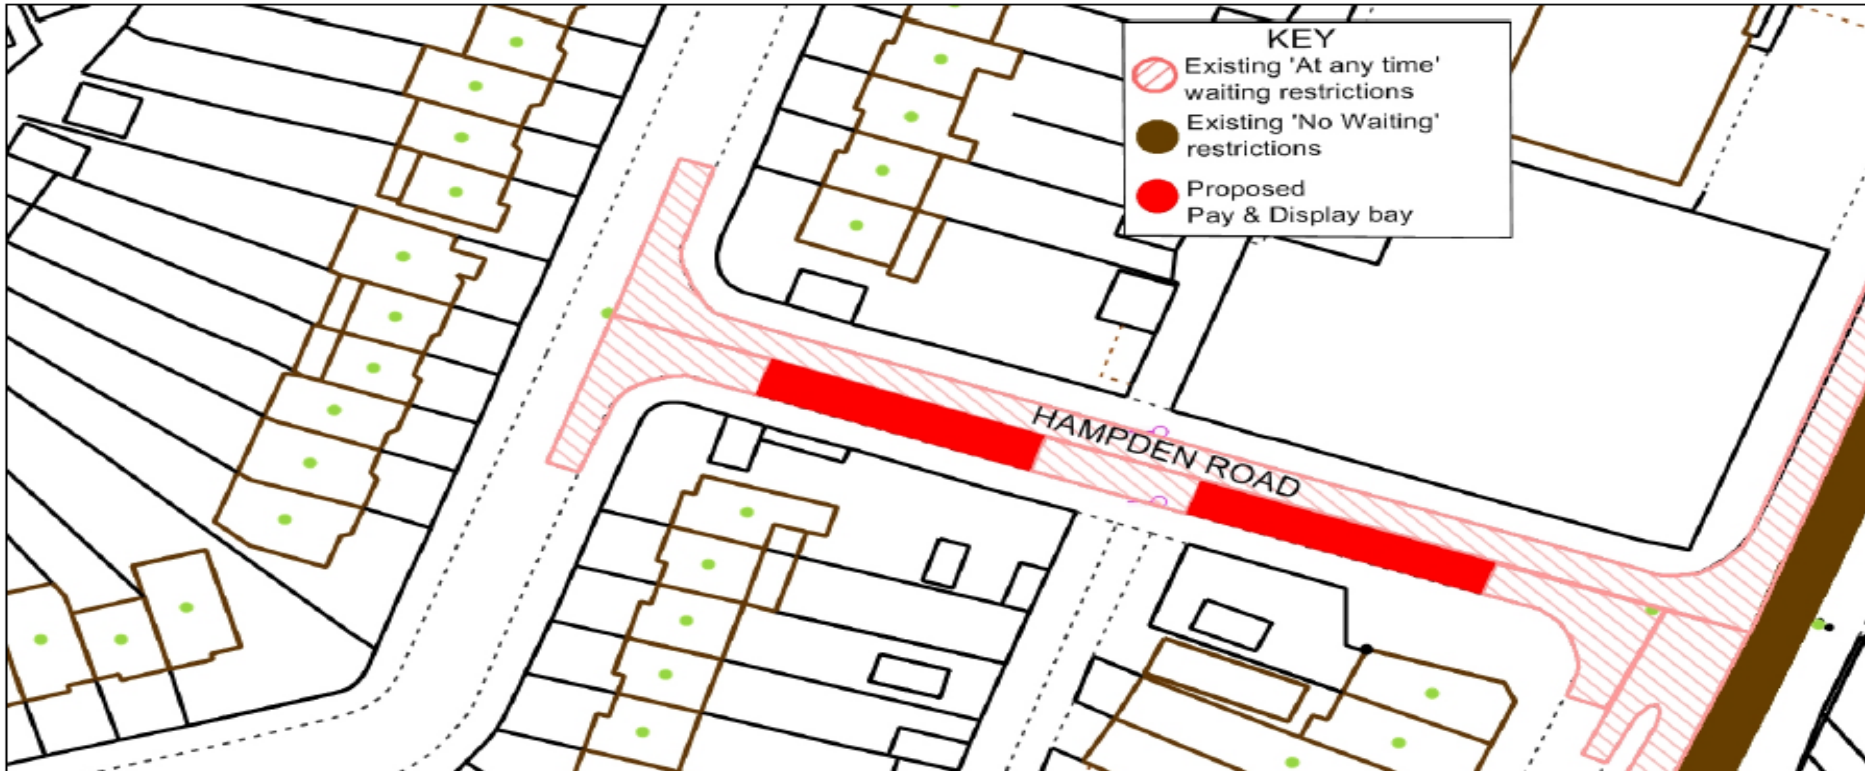 KEY
Existing 'At any time'
waiting restrictions
Existing 'No Waiting'
restrictions
Proposed
Pay & Display bay
HAMPDEN ROAD